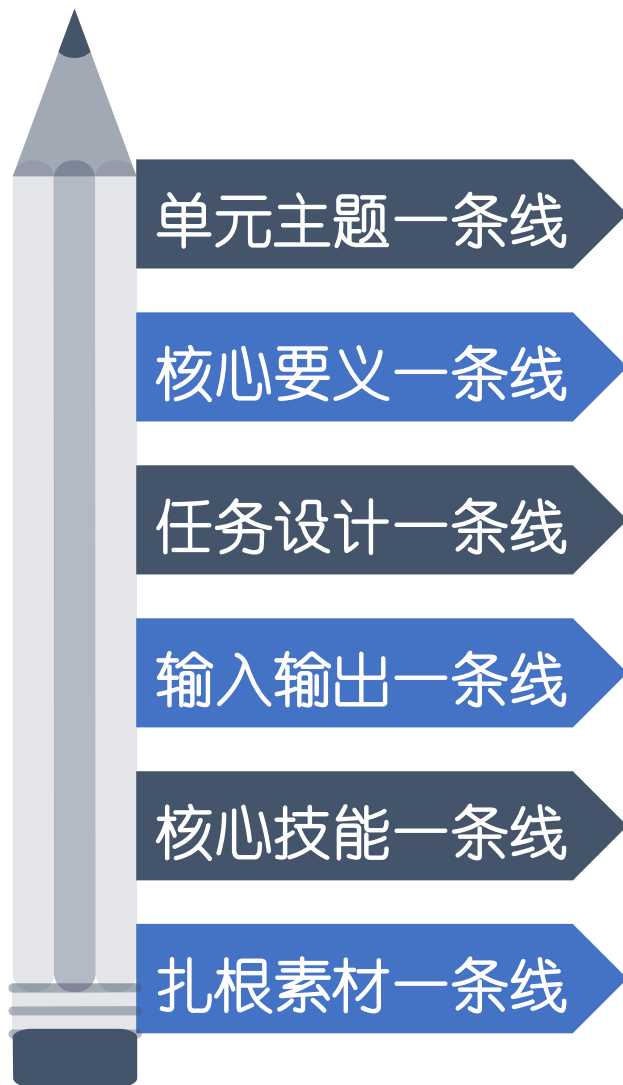 单元主题一条线
核心要义一条线
任务设计一条线
输入输出一条线
核心技能一条线
扎根素材一条线